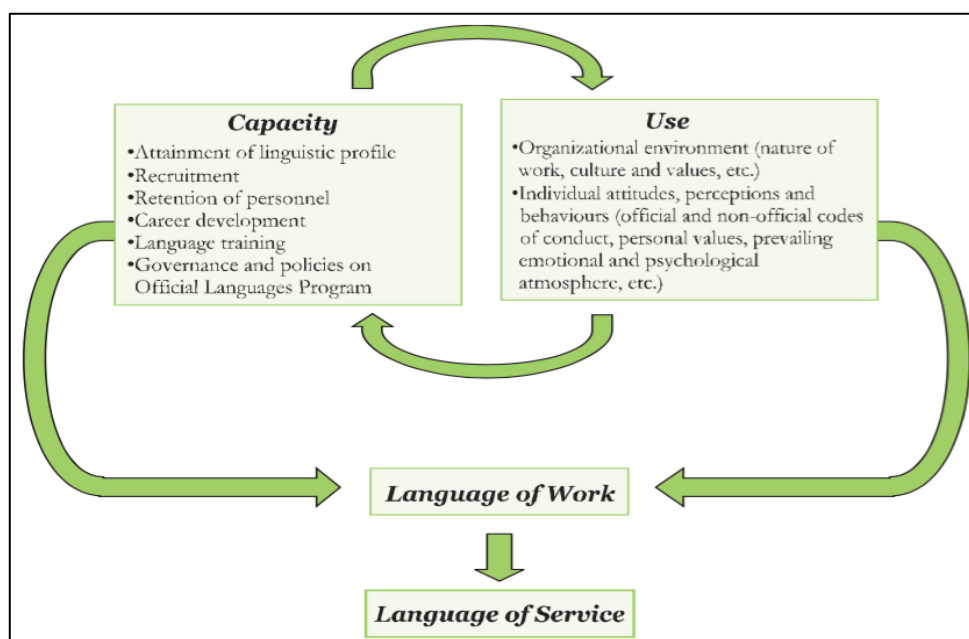 Capacity
•Attainment of linguistic profile
•Recruitment
•Retention of personnel
•Career development
•Language training
•Governance and policies on
Official Languages Program
Use
•Organizational environment (nature of
work, culture and values, etc.)
•Individual attitudes, perceptions and
behaviours (official and non-official codes
of conduct, personal values, prevailing
emotional and psychological
atmosphere, etc.)
Language of Work
Language of Service